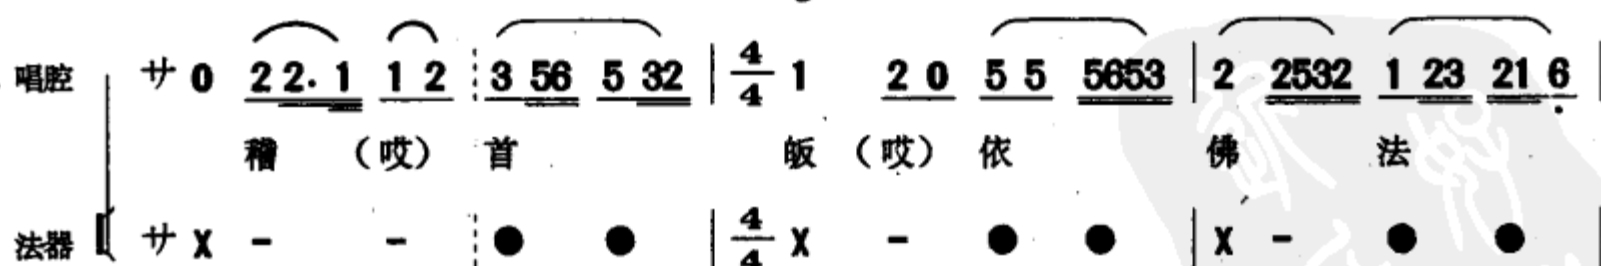 唱腔 サ 0 2 2. 1 1 2 3 56 5 32 4/4 1 2 0 5 5 5653 2 2532 1 23 21 6
稽 （哎） 首 皈 （哎） 依 佛 法
法器 サ X - - ● ● 4/4 X - ● ● X - ● ●